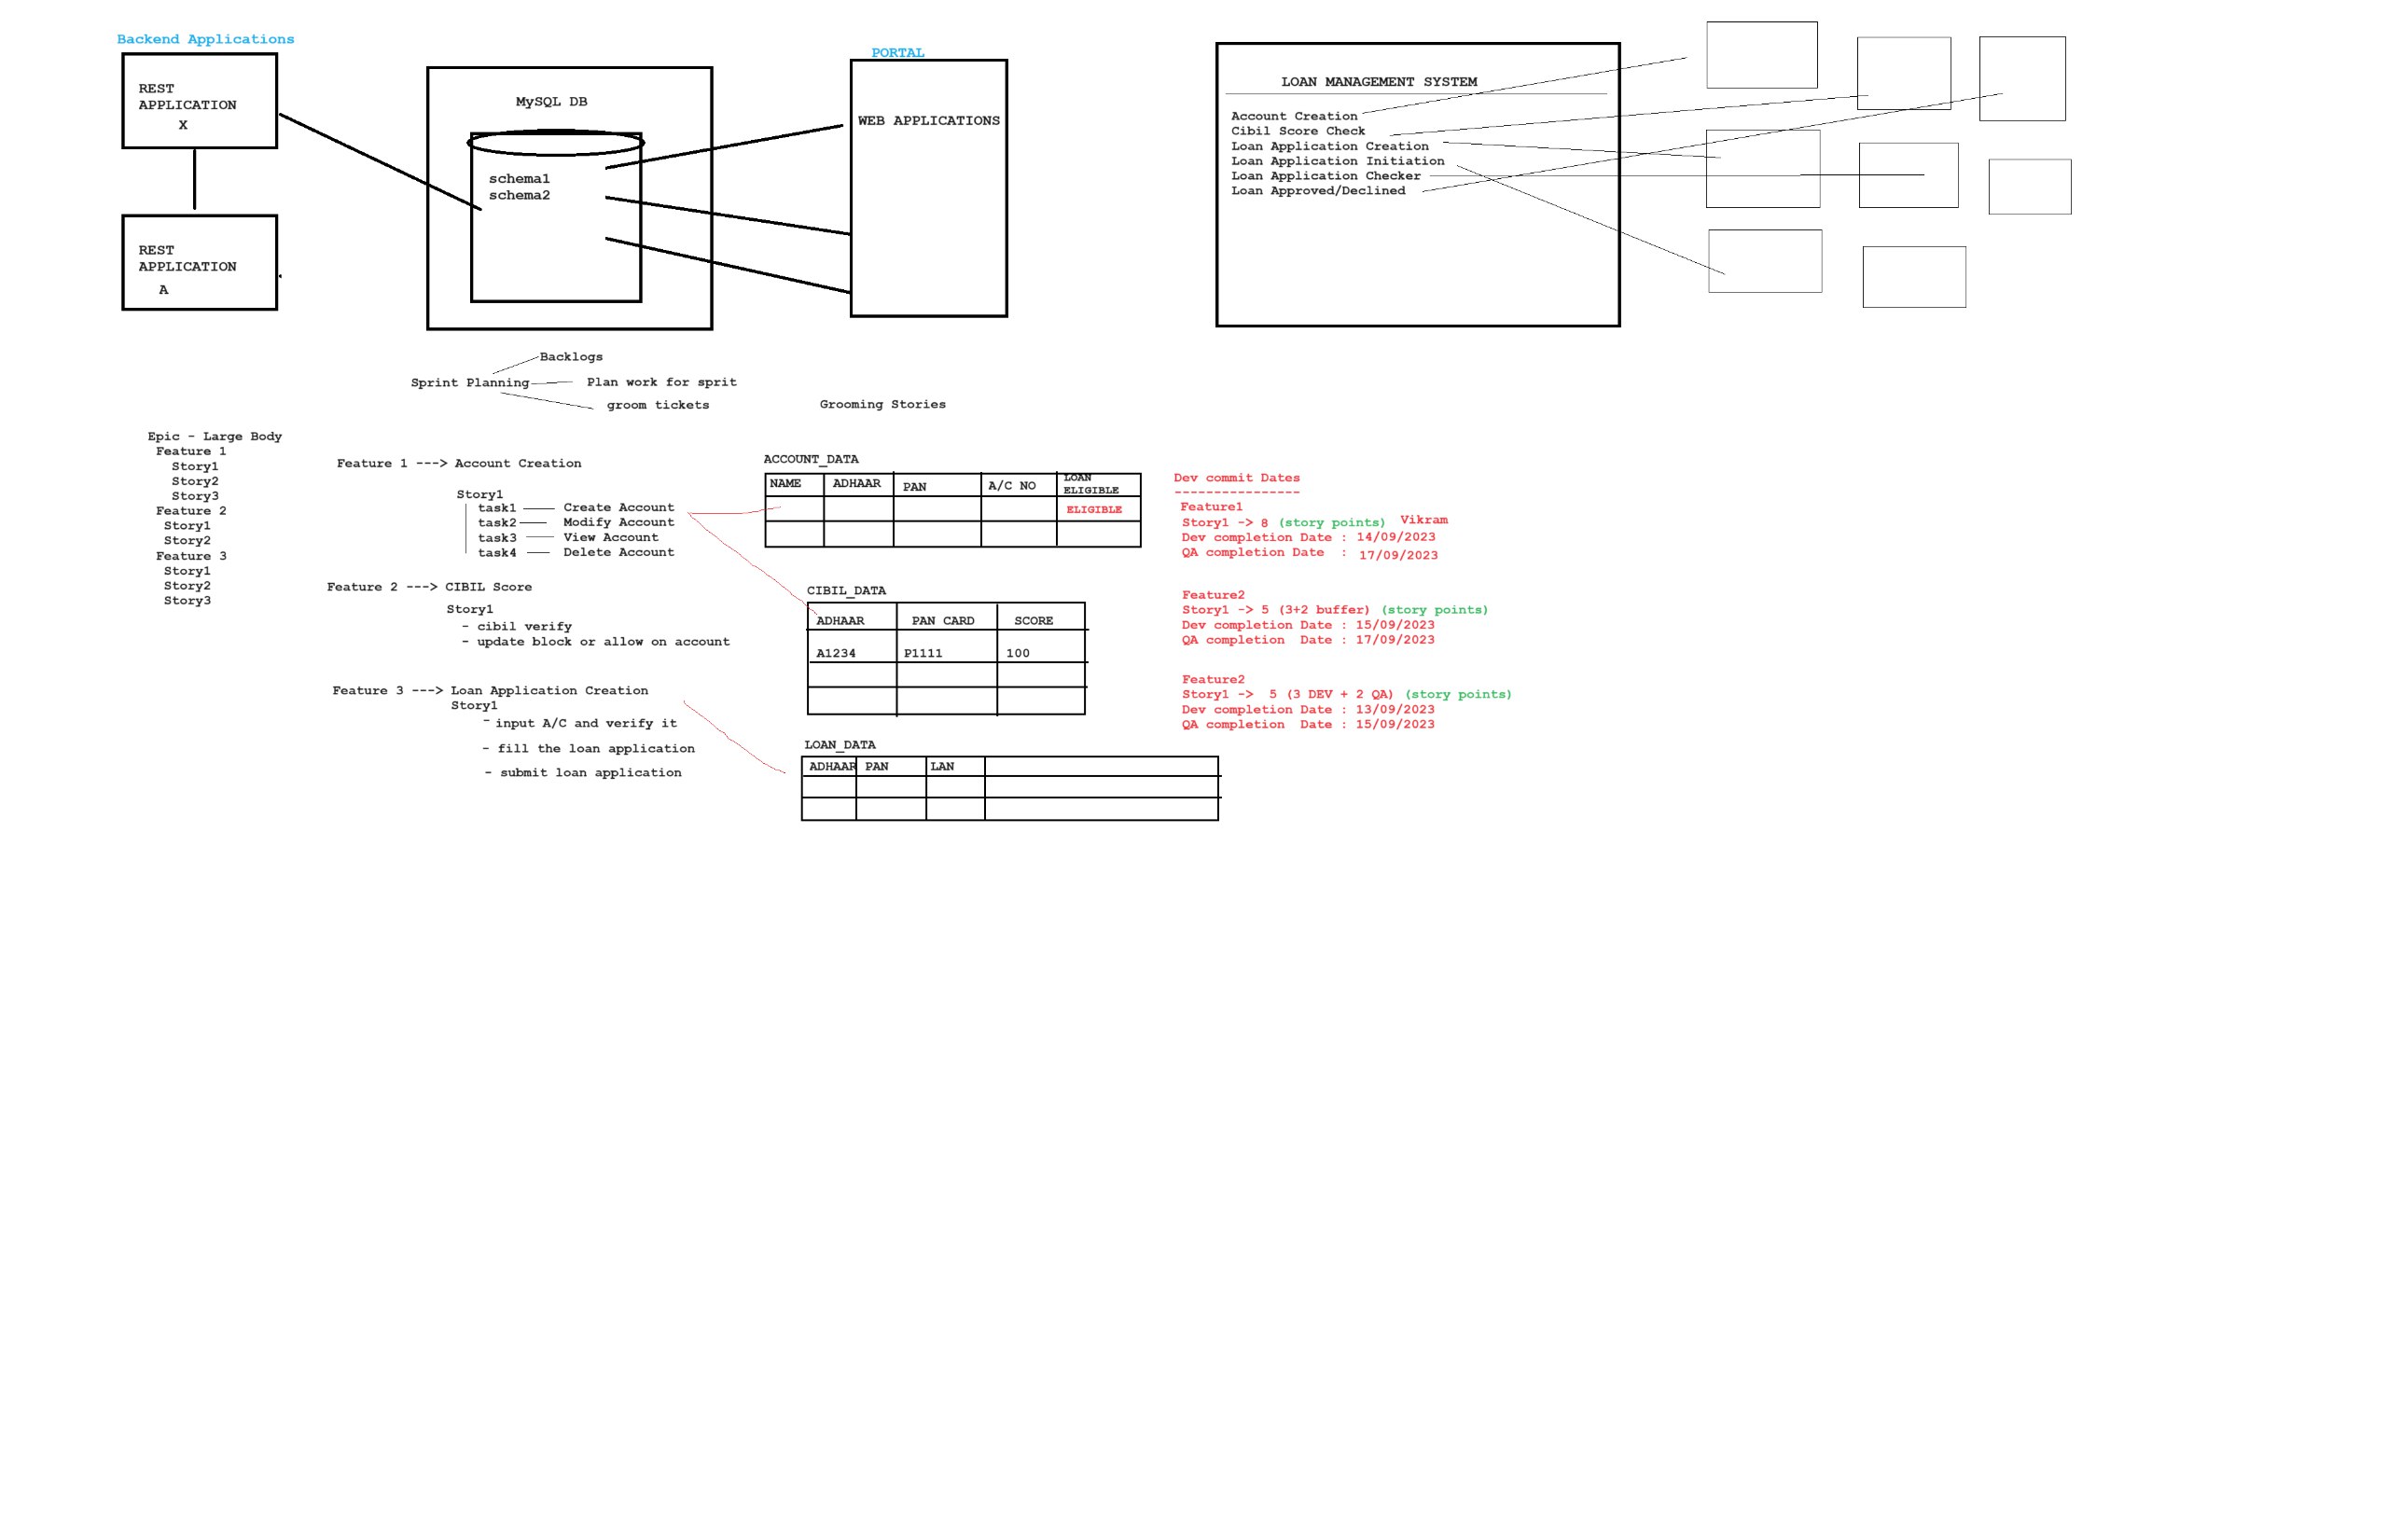 Backend Applications
REST
APPLICATION
X
REST
APPLICATION
A
MySQL DB
schema1
schema2
PORTAL
WEB APPLICATIONS
LOAN MANAGEMENT SYSTEM
Account Creation
Cibil Score Check
Loan Application Creation
Loan Application Initiation
Loan Application Checker
Loan Approved/Declined
Backlogs
Sprint Planning
Plan work for sprit
groom tickets
Grooming Stories
Epic - Large Body
Feature 1
Story1
Story2
Story3
Feature 2
Story1
Story2
Feature 3
Story1
Story2
Story3
Feature 1 ---> Account Creation
Story1
task1 Create Account
task2 Modify Account
task3 View Account
task4 Delete Account
Feature 2 ---> CIBIL Score
Story1
- cibil verify
- update block or allow on account
Feature 3 ---> Loan Application Creation
Story1
- input A/C and verify it
- fill the loan application
- submit loan application
ACCOUNT_DATA
NAME ADHAAR PAN A/C NO LOAN ELIGIBLE
ELIGIBLE
CIBIL_DATA
ADHAAR PAN CARD SCORE
A1234 P1111 100
LOAN_DATA
ADHAAR PAN LAN
Dev commit Dates
----------------
Feature1
Story1 -> 8 (story points) Vikram
Dev completion Date : 14/09/2023
QA completion Date : 17/09/2023
Feature2
Story1 -> 5 (3+2 buffer) (story points)
Dev completion Date : 15/09/2023
QA completion Date : 17/09/2023
Feature2
Story1 -> 5 (3 DEV + 2 QA) (story points)
Dev completion Date : 13/09/2023
QA completion Date : 15/09/2023